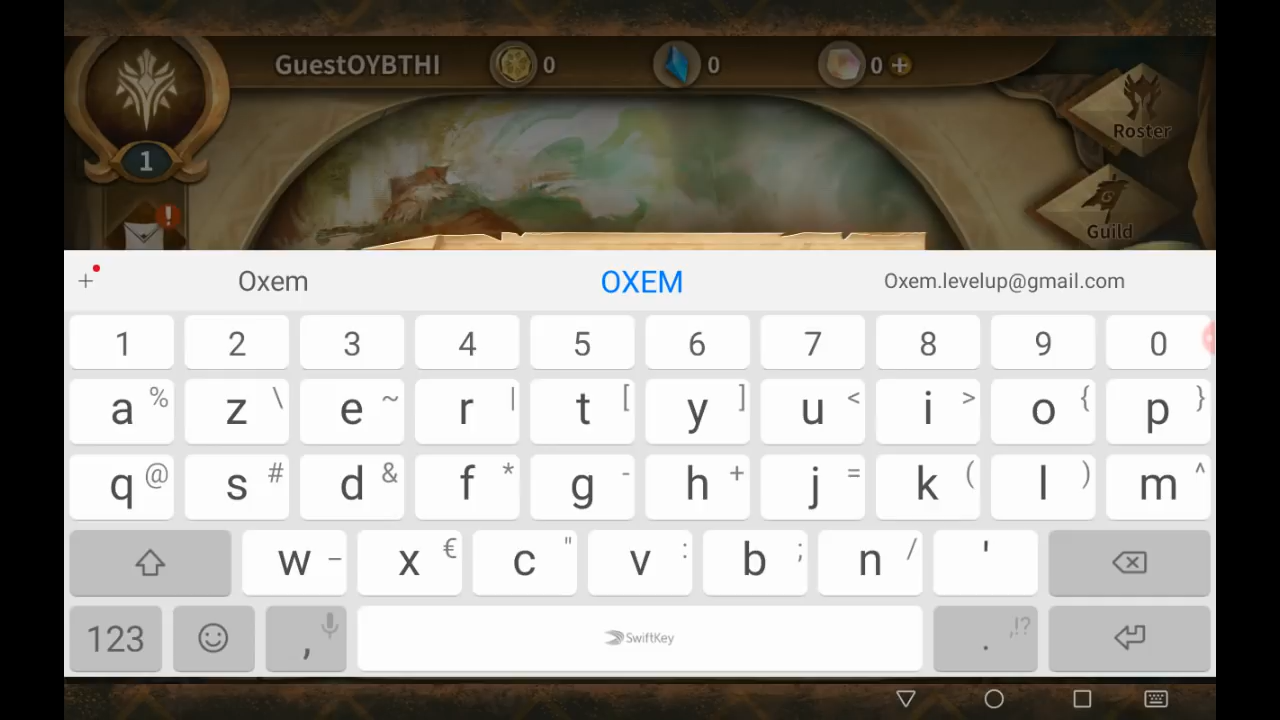 GuestOYBTHI 0 0 0 +
Roster
1
!
Guild
+ Oxem OXEM Oxem.levelup@gmail.com
1 2 3 4 5 6 7 8 9 0
a % z \ e ~ r | t [ y ] u < i > o { p }
q @ s # d & f * g - h + j = k ( l ) m ^
w _ x € c " v : b ; n / '
123 , SwiftKey . ,!?